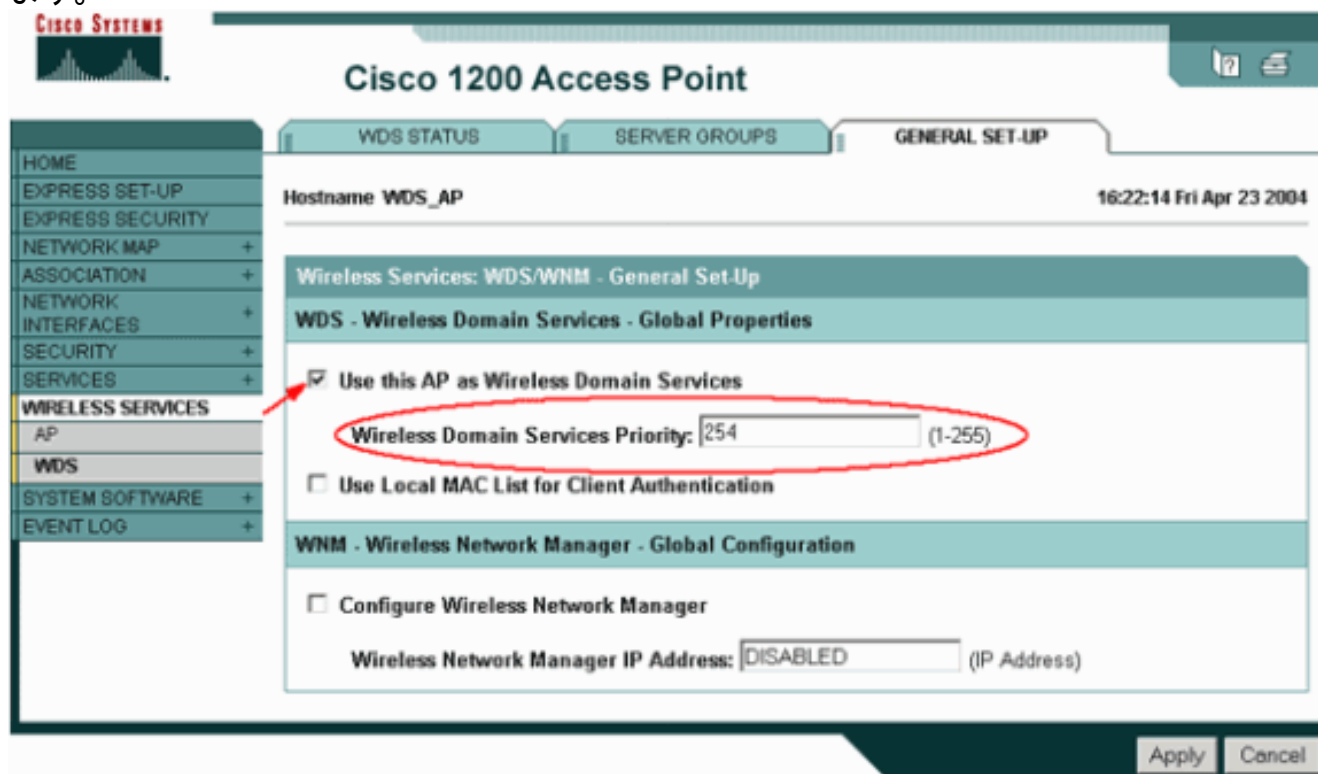 ます。
CISCO SYSTEMS
Cisco 1200 Access Point
WDS STATUS
SERVER GROUPS
GENERAL SET-UP
HOME
EXPRESS SET-UP
EXPRESS SECURITY
NETWORK MAP +
ASSOCIATION +
NETWORK
INTERFACES +
SECURITY +
SERVICES +
WIRELESS SERVICES
AP
WDS
SYSTEM SOFTWARE +
EVENT LOG +
Hostname WDS_AP
16:22:14 Fri Apr 23 2004
Wireless Services: WDS/WNM - General Set-Up
WDS - Wireless Domain Services - Global Properties
Use this AP as Wireless Domain Services
Wireless Domain Services Priority: 254 (1-255)
Use Local MAC List for Client Authentication
WNM - Wireless Network Manager - Global Configuration
Configure Wireless Network Manager
Wireless Network Manager IP Address: DISABLED (IP Address)
Apply
Cancel